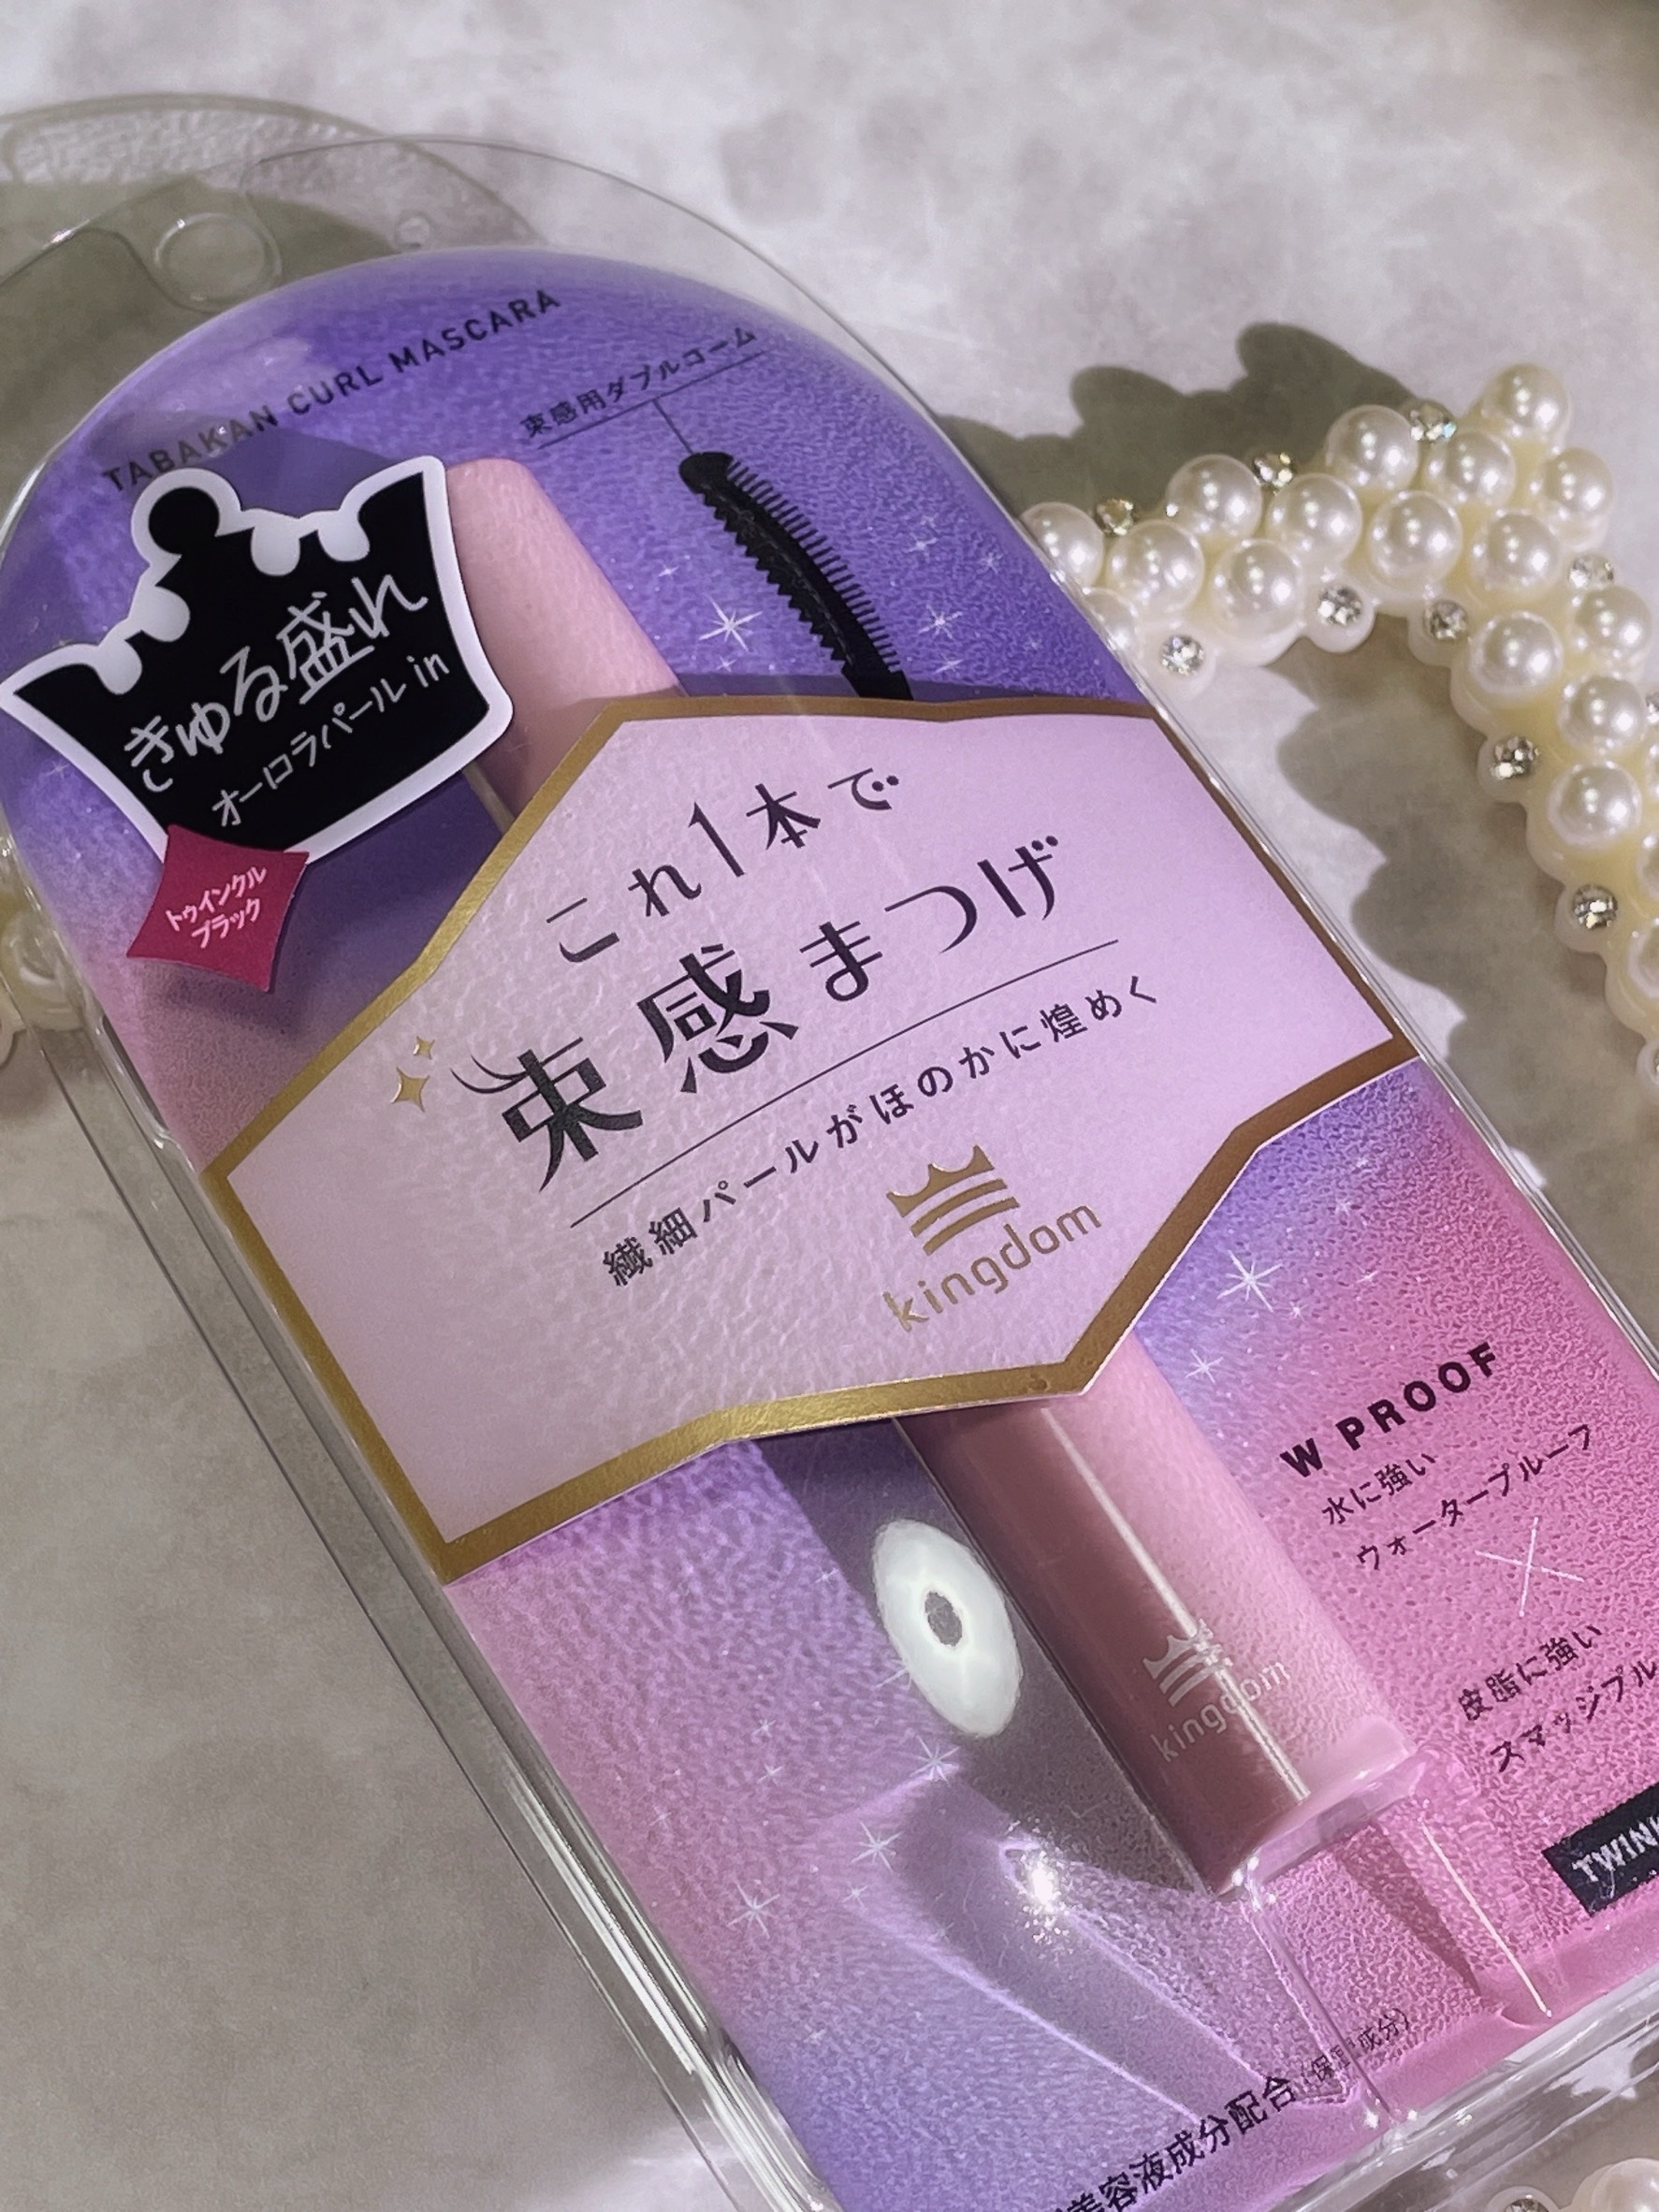 TABAKAN CURL MASCARA
束感用ダブルコーム
きゅる盛れ
オーロラパール in
トゥインクル
ブラック
これ1本で
束感まつげ
繊細パールがほのかに煌めく
kingdom
W PROOF
水に強い
ウォータープルーフ
×
皮脂に強い
スマッジプル
kingdom
TWIN
美容液成分配合(保湿成分)